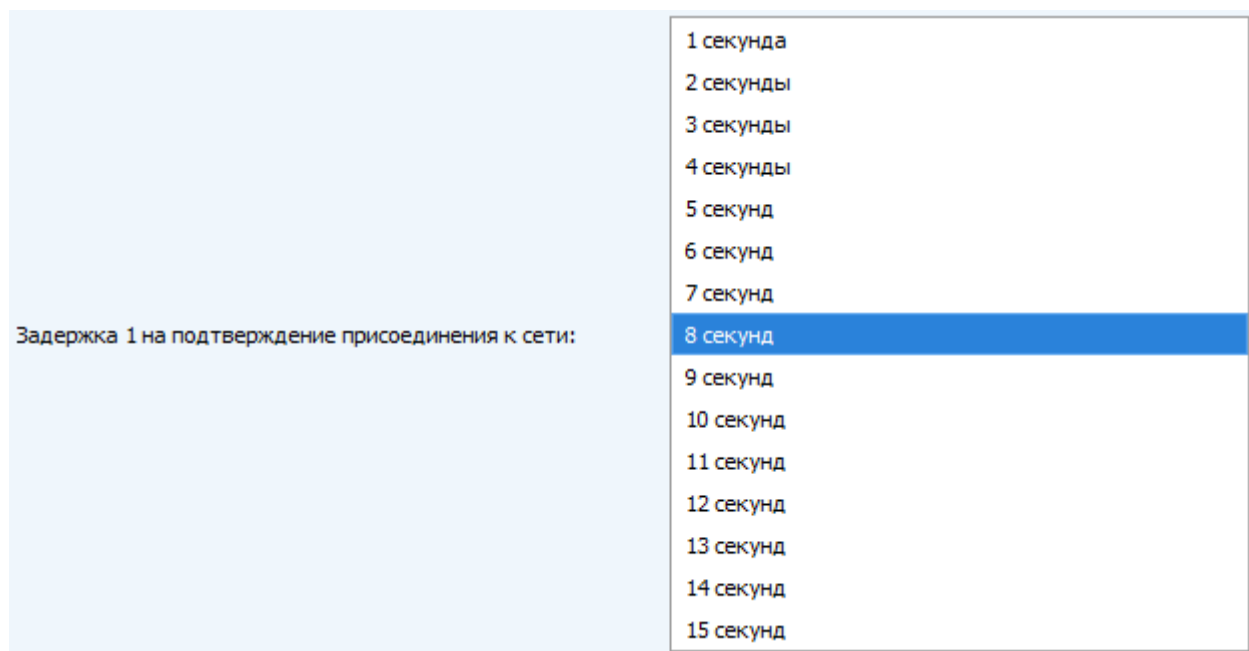 1 секунда
2 секунды
3 секунды
4 секунды
5 секунд
6 секунд
7 секунд
Задержка 1 на подтверждение присоединения к сети:
8 секунд
9 секунд
10 секунд
11 секунд
12 секунд
13 секунд
14 секунд
15 секунд